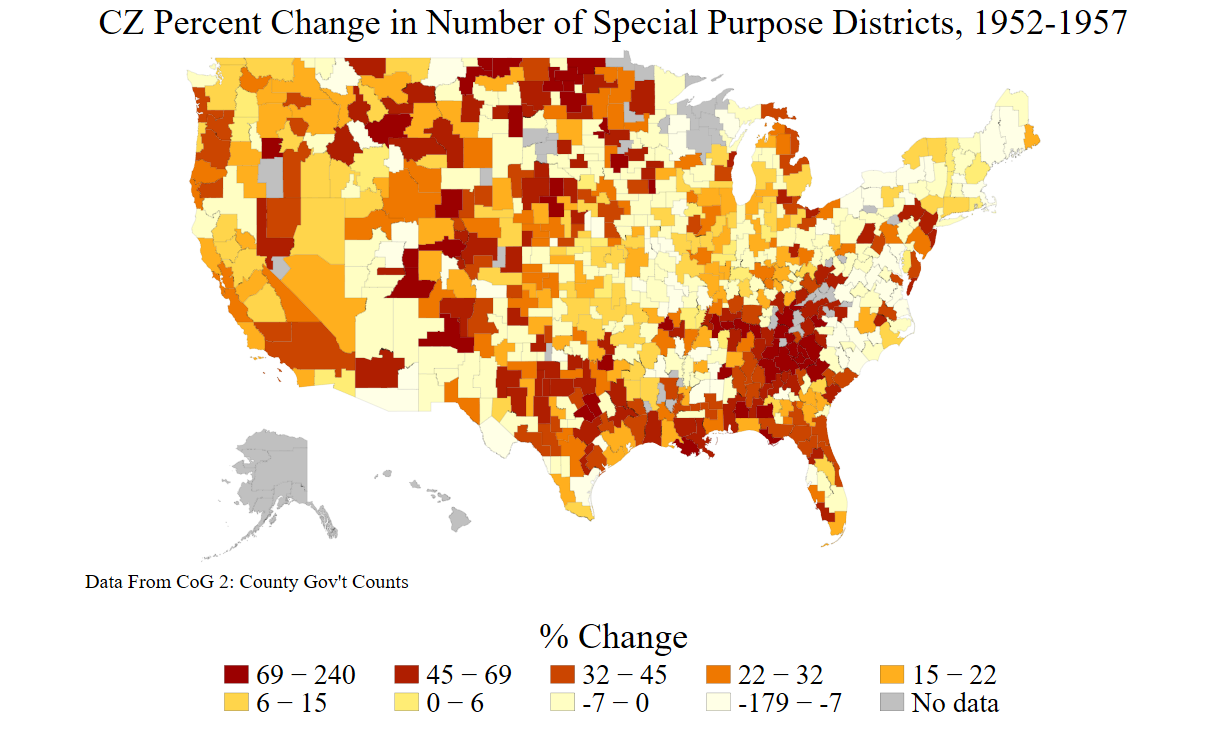 CZ Percent Change in Number of Special Purpose Districts, 1952-1957
Data From CoG 2: County Gov't Counts
% Change
69 − 240 45 − 69 32 − 45 22 − 32 15 − 22
6 − 15 0 − 6 -7 − 0 -179 − -7 No data